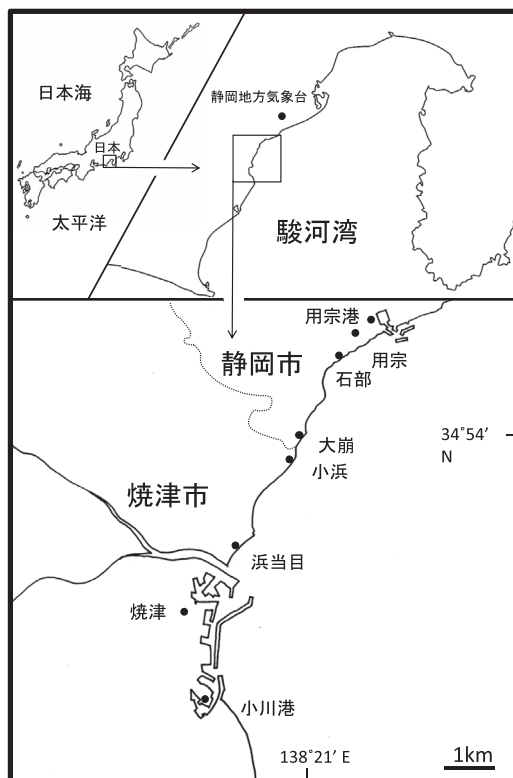 日本海
日本
太平洋
静岡地方気象台
駿河湾
用宗港
用宗
静岡市
石部
大崩
小浜
34˚54′
N
焼津市
浜当目
焼津
小川港
138˚21′ E
1km